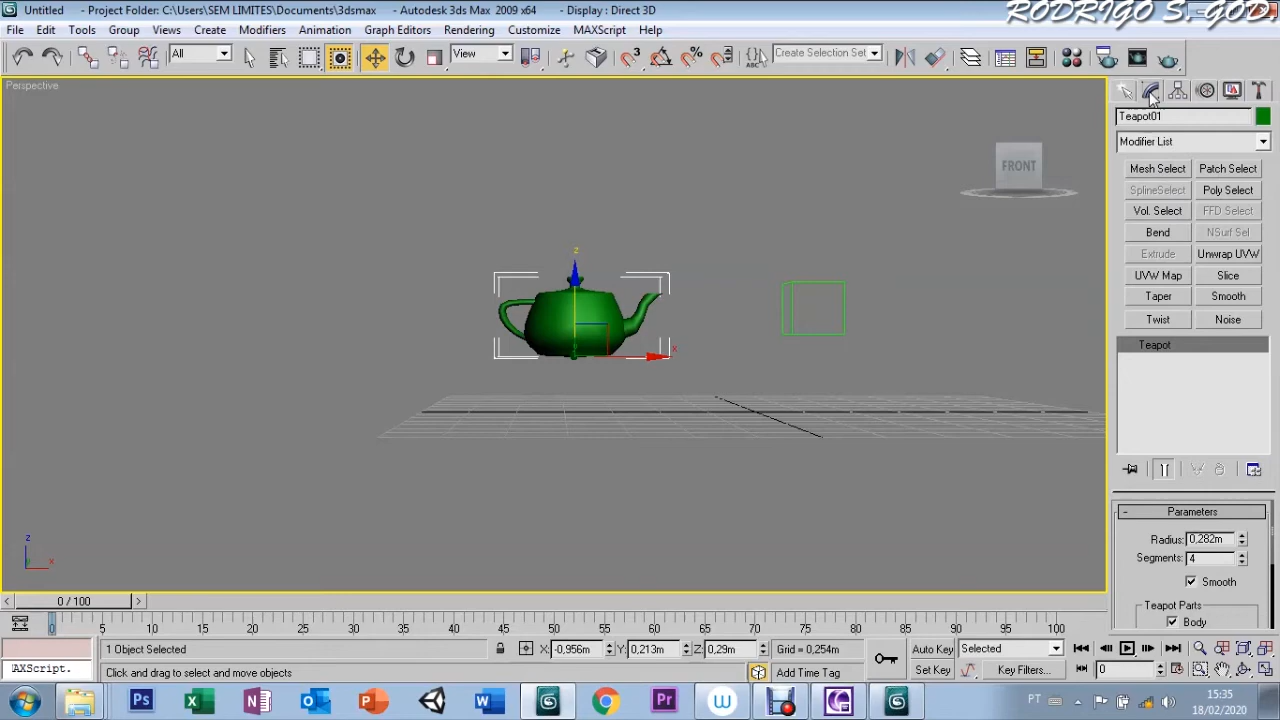 Untitled - Project Folder: C:\Users\SEM LIMITES\Documents\3dsmax - Autodesk 3ds Max 2009 x64 - Display : Direct 3D
RODRIGO S. GOD
File Edit Tools Group Views Create Modifiers Animation Graph Editors Rendering Customize MAXScript Help
All View 3 % ABC Create Selection Set
Perspective
Teapot01
Modifier List
FRONT
Mesh Select Patch Select
SplineSelect Poly Select
Vol. Select FFD Select
Bend NSurf Sel
Extrude Unwrap UVW
UVW Map Slice
Taper Smooth
Twist Noise
Teapot
z
x
Parameters
Radius: 0,282m
Segments: 4
Smooth
Teapot Parts
Body
z
x
0 / 100
0 5 10 15 20 25 30 35 40 45 50 55 60 65 70 75 80 85 90 95 100
1 Object Selected X: -0,956m Y: 0,213m Z: 0,29m Grid = 0,254m Auto Key Selected
AXScript. Click and drag to select and move objects Add Time Tag Set Key Key Filters... 0
Ps X N O P W Pr W PT 15:35
18/02/2020